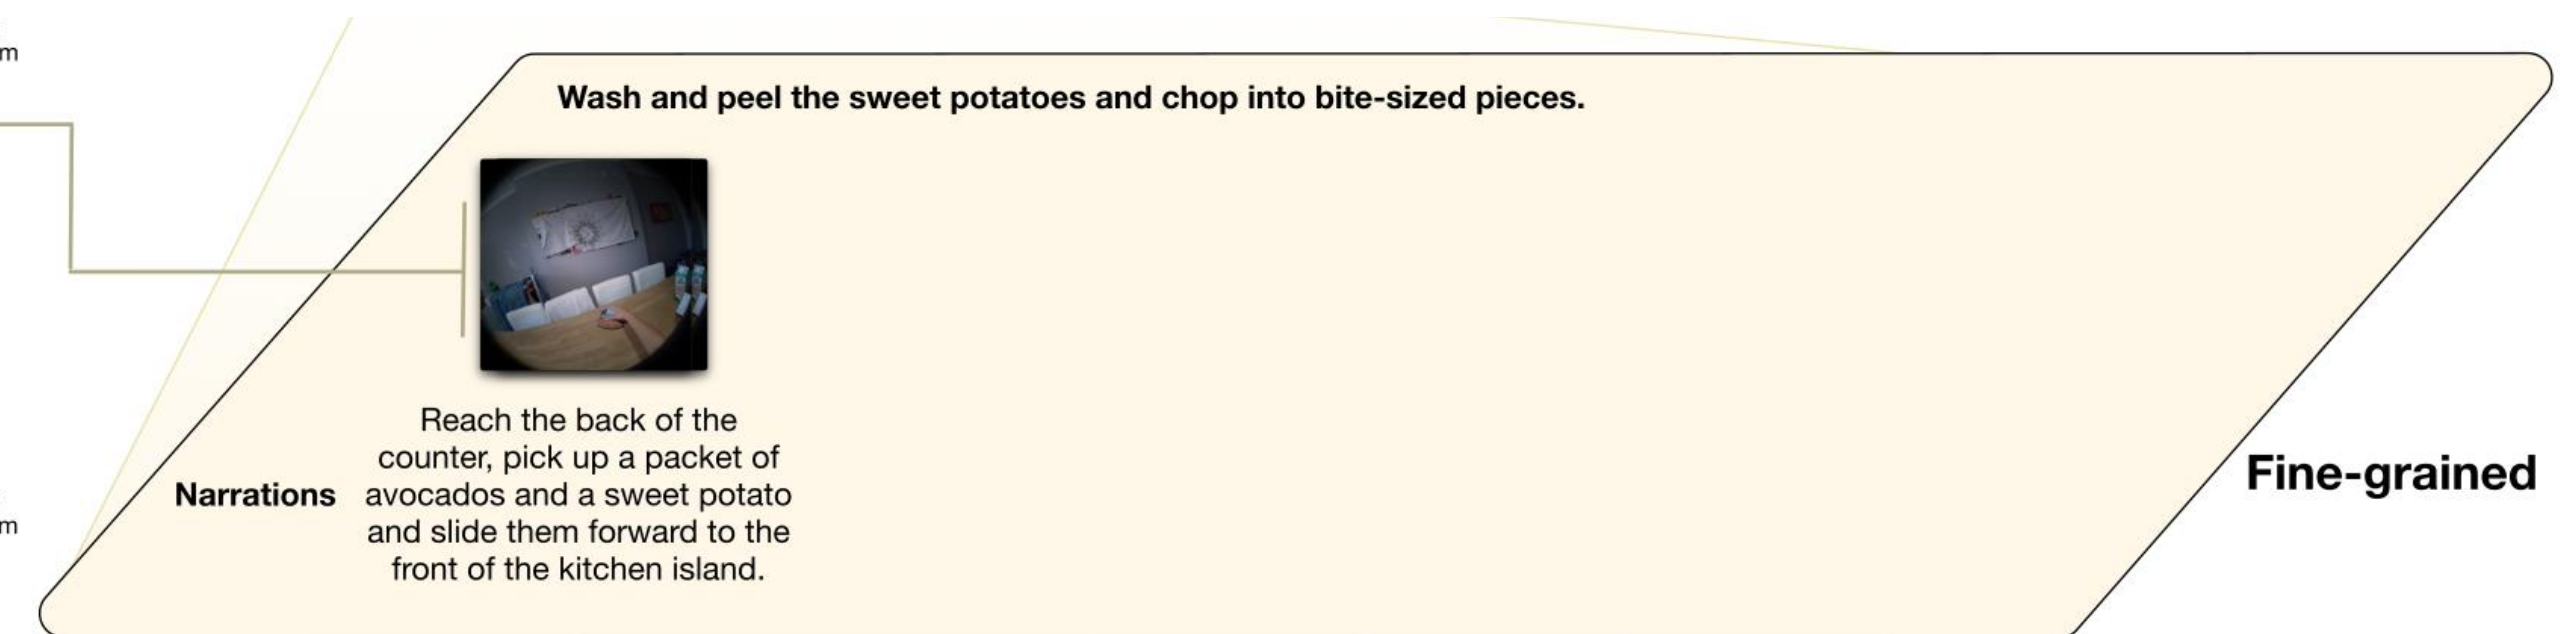 m
Wash and peel the sweet potatoes and chop into bite-sized pieces.
Reach the back of the
counter, pick up a packet of
Narrations avocados and a sweet potato
and slide them forward to the
front of the kitchen island.
Fine-grained
m